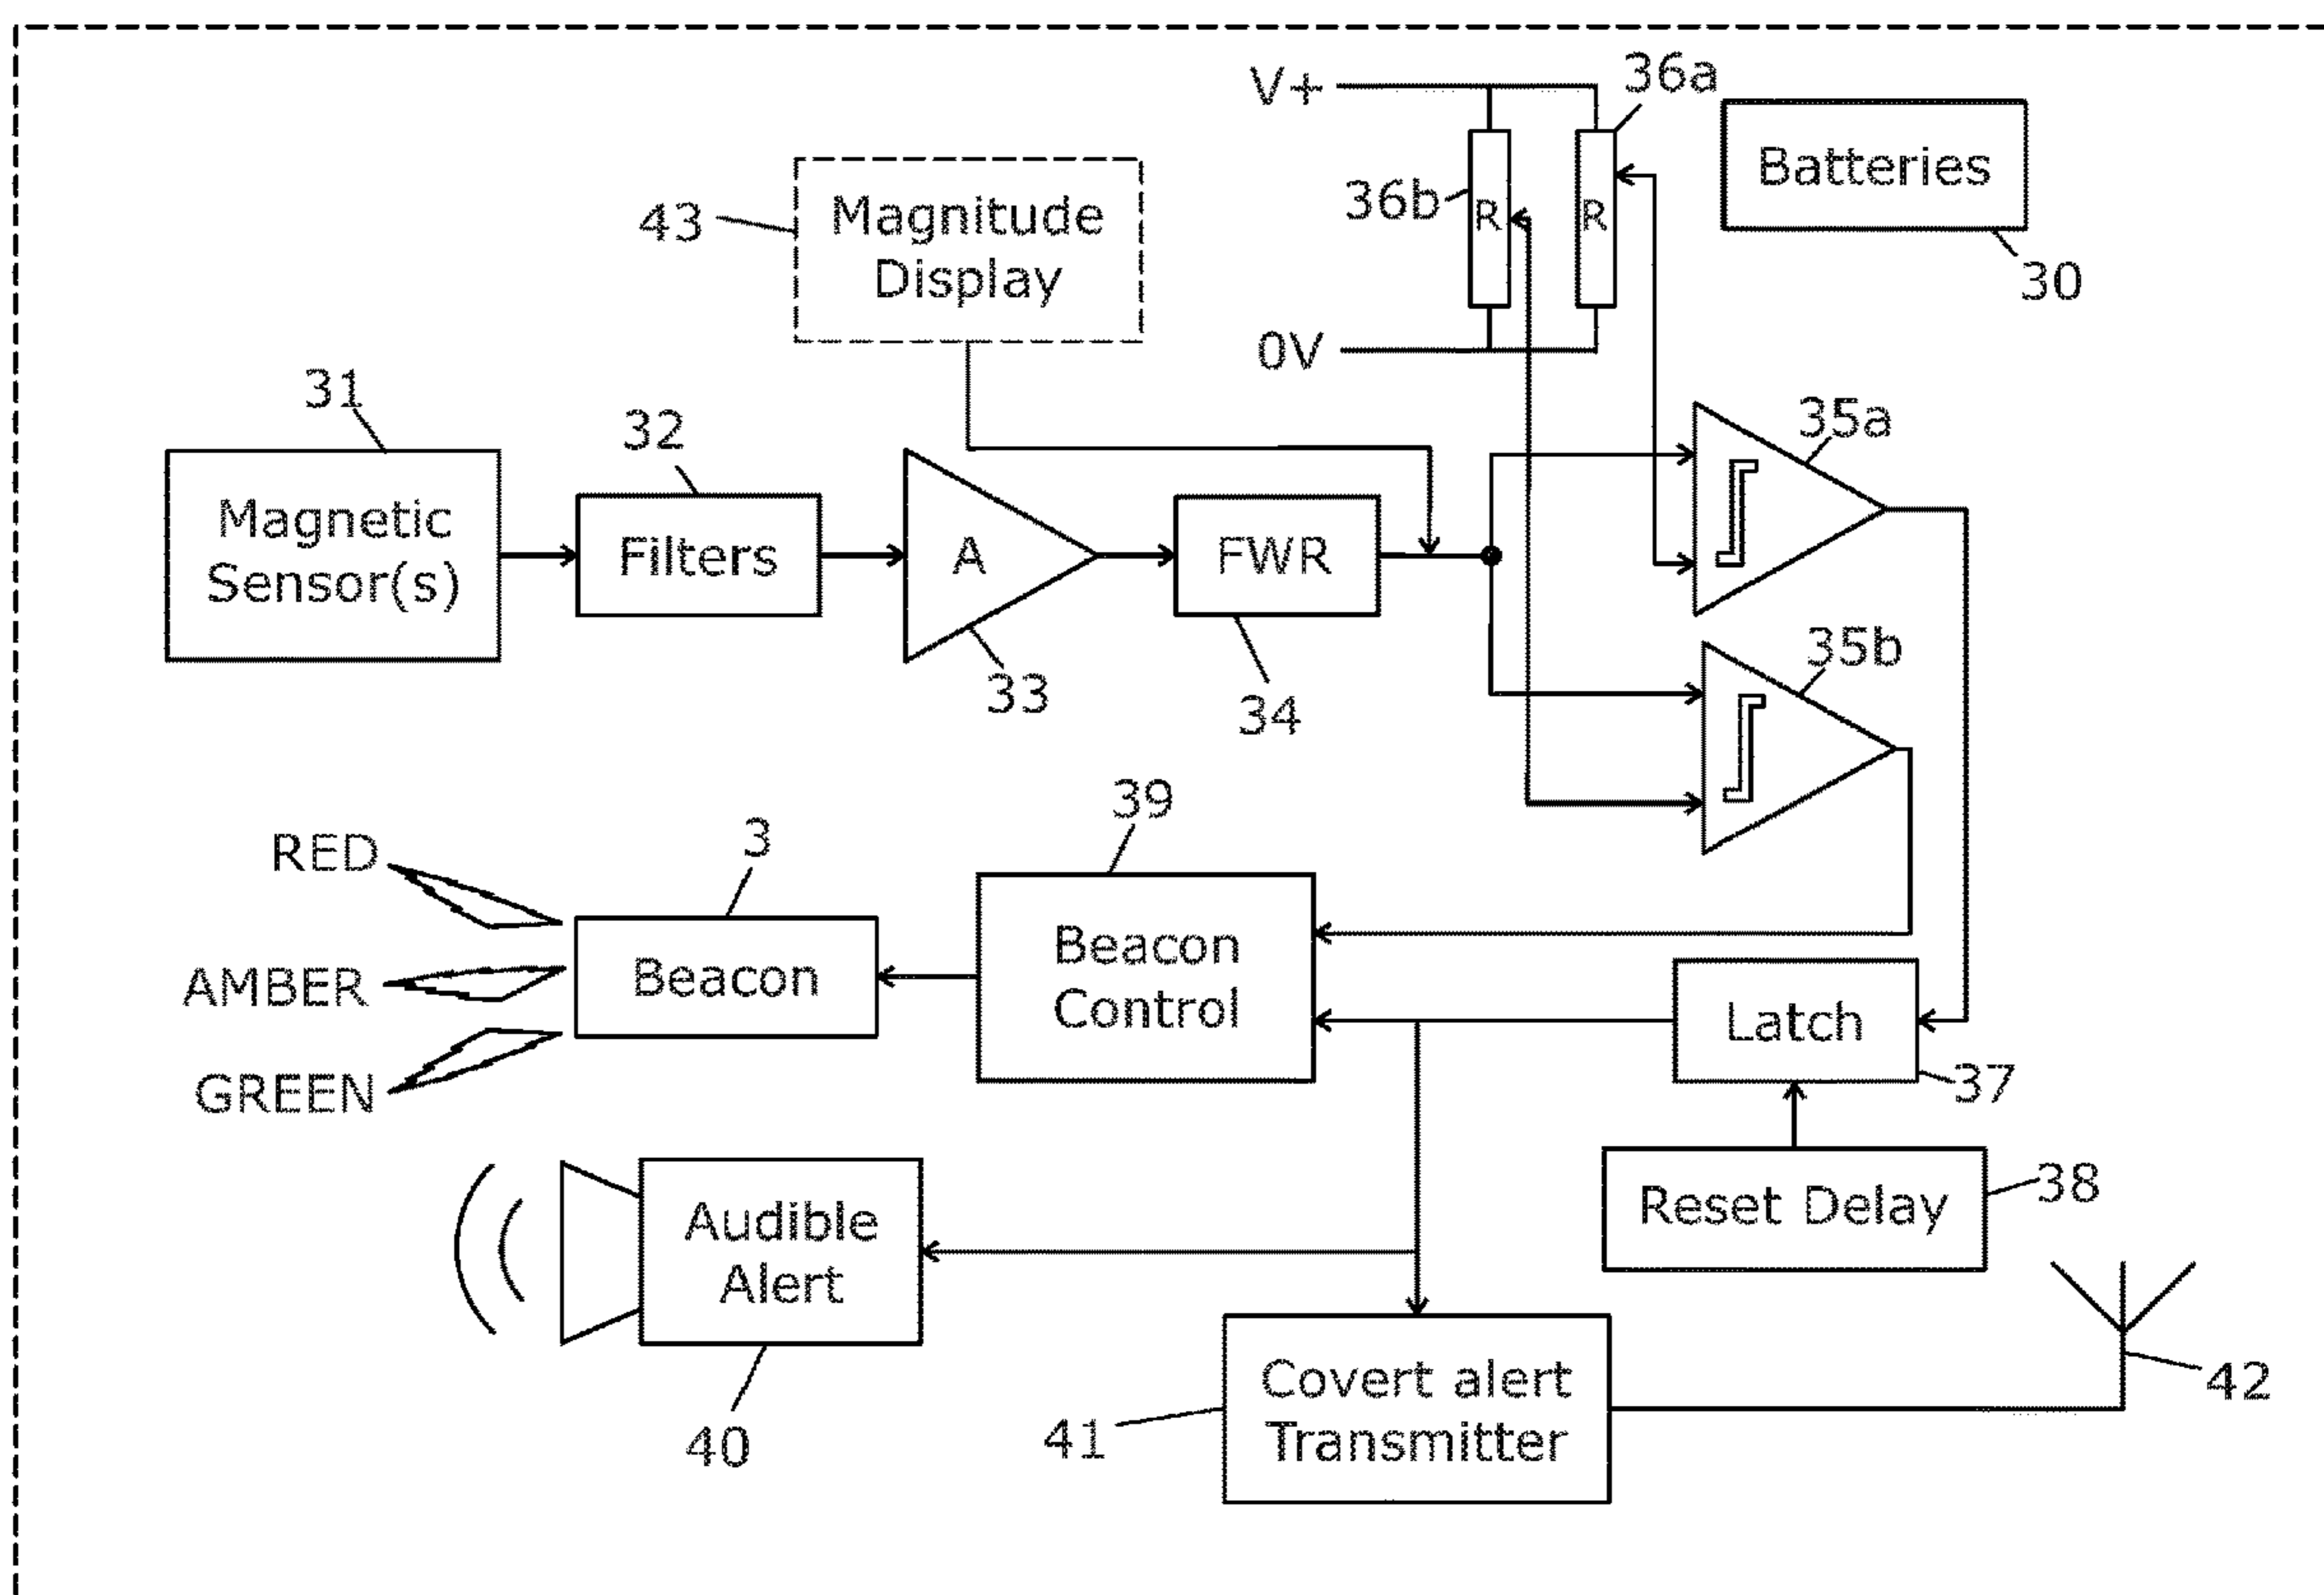 V+
36a
Batteries
30
36b
R
R
43
Magnitude
Display
0V
31
32
35a
Magnetic
Sensor(s)
Filters
A
FWR
33
34
35b
39
3
RED
AMBER
GREEN
Beacon
Beacon
Control
Latch
37
Reset Delay
38
Audible
Alert
40
Covert alert
Transmitter
41
42